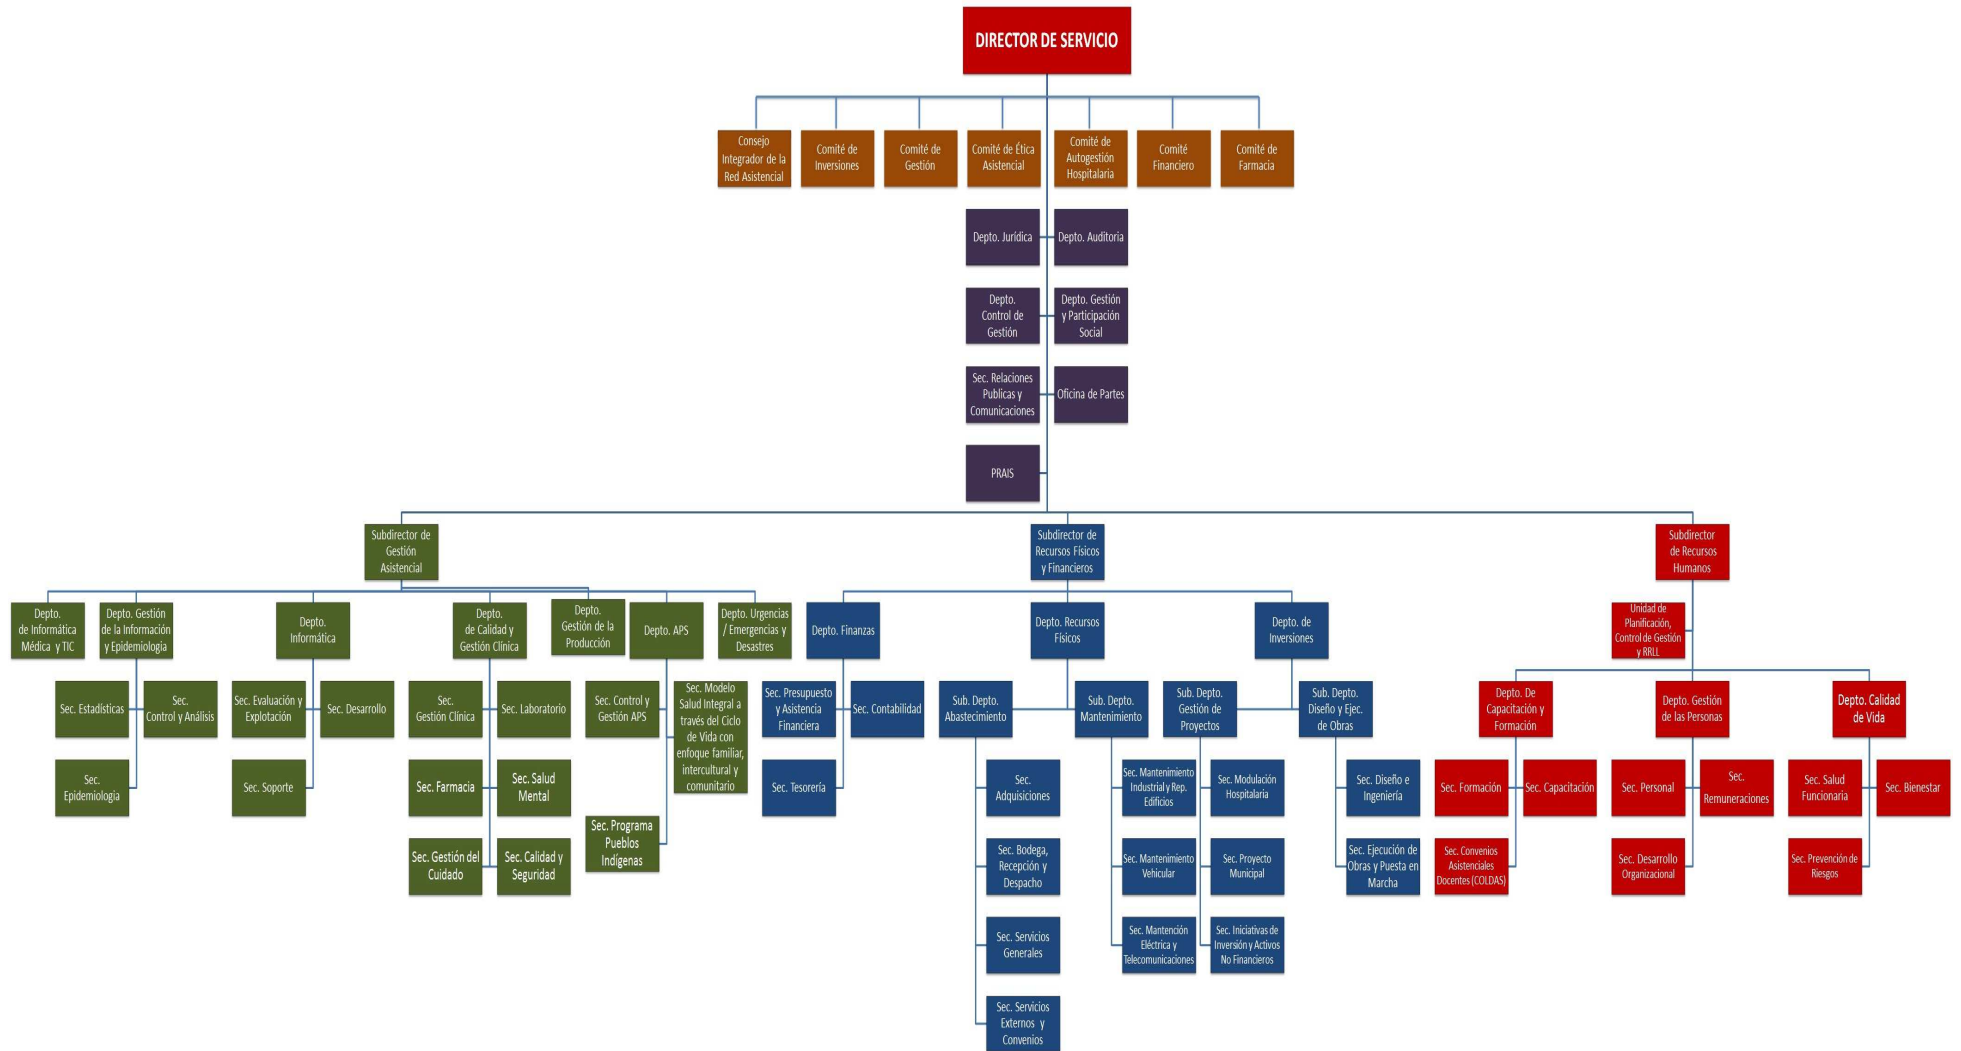 DIRECTOR DE SERVICIO
Consejo
Integrador de la
Red Asistencial
Comité de
Inversiones
Comité de
Gestión
Comité de Ética
Asistencial
Comité de
Autogestión
Hospitalaria
Comité
Financiero
Comité de
Farmacia
Depto. Jurídica
Depto. Auditoria
Depto.
Control de
Gestión
Depto. Gestión
y Participación
Social
Sec. Relaciones
Publicas y
Comunicaciones
Oficina de Partes
PRAIS
Subdirector de
Gestión
Asistencial
Subdirector de
Recursos Físicos
y Financieros
Subdirector
de Recursos
Humanos
Depto.
de Informática
Médica y TIC
Depto. Gestión
de la Información
y Epidemiologia
Depto.
Informática
Depto.
de Calidad y
Gestión Clínica
Depto.
Gestión de la
Producción
Depto. APS
Depto. Urgencias
/ Emergencias y
Desastres
Depto. Finanzas
Depto. Recursos
Físicos
Depto. de
Inversiones
Unidad de
Planificación,
Control de Gestión
y RRLL
Sec. Estadísticas
Sec.
Control y Análisis
Sec. Evaluación y
Explotación
Sec. Desarrollo
Sec.
Gestión Clínica
Sec. Laboratorio
Sec. Control y
Gestión APS
Sec. Modelo
Salud Integral a
través del Ciclo
de Vida con
enfoque familiar,
intercultural y
comunitario
Sec. Presupuesto
y Asistencia
Financiera
Sec. Contabilidad
Sub. Depto.
Abastecimiento
Sub. Depto.
Mantenimiento
Sub. Depto.
Gestión de
Proyectos
Sub. Depto.
Diseño y Ejec.
de Obras
Depto. De
Capacitación y
Formación
Depto. Gestión
de las Personas
Depto. Calidad
de Vida
Sec.
Epidemiologia
Sec. Soporte
Sec. Farmacia
Sec. Salud
Mental
Sec. Tesorería
Sec.
Adquisiciones
Sec. Mantenimiento
Industrial y Rep.
Edificios
Sec. Modulación
Hospitalaria
Sec. Diseño e
Ingeniería
Sec. Formación
Sec. Capacitación
Sec. Personal
Sec.
Remuneraciones
Sec. Salud
Funcionaria
Sec. Bienestar
Sec. Programa
Pueblos
Indígenas
Sec. Gestión del
Cuidado
Sec. Calidad y
Seguridad
Sec. Bodega,
Recepción y
Despacho
Sec. Mantenimiento
Vehicular
Sec. Proyecto
Municipal
Sec. Ejecución de
Obras y Puesta en
Marcha
Sec. Convenios
Asistenciales
Docentes (COLDAS)
Sec. Desarrollo
Organizacional
Sec. Prevención de
Riesgos
Sec. Servicios
Generales
Sec. Mantención
Eléctrica y
Telecomunicaciones
Sec. Iniciativas de
Inversión y Activos
No Financieros
Sec. Servicios
Externos y
Convenios